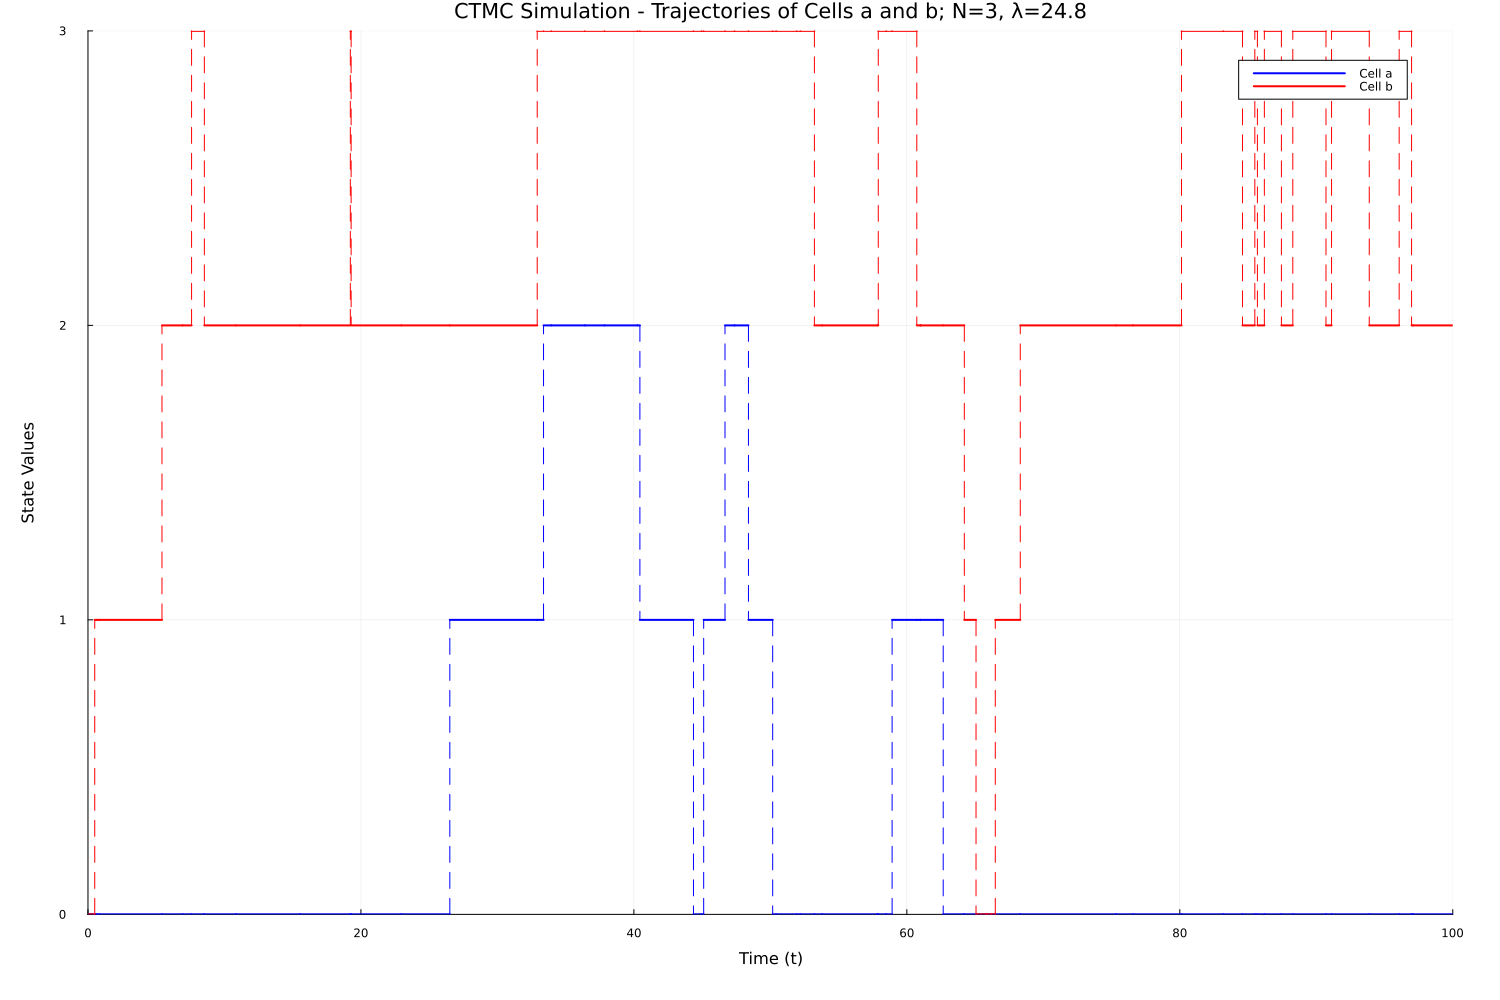 CTMC Simulation - Trajectories of Cells a and b; N=3, λ=24.8
3
Cell a
Cell b
2
State Values
1
0
0 20 40 60 80 100
Time (t)